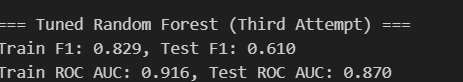 === Tuned Random Forest (Third Attempt) ===
Train F1: 0.829, Test F1: 0.610
Train ROC AUC: 0.916, Test ROC AUC: 0.870